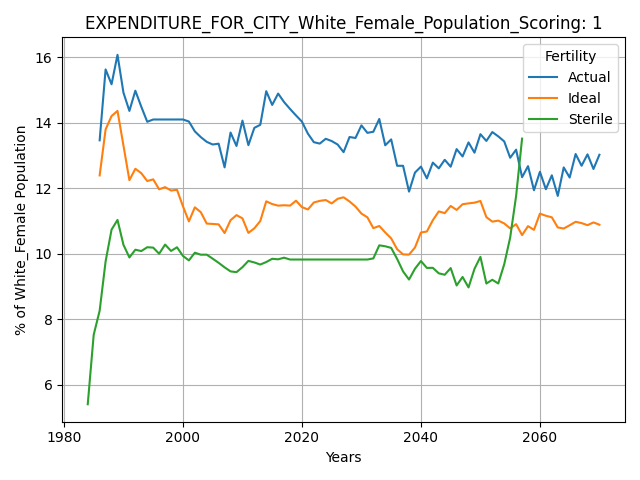 EXPENDITURE_FOR_CITY_White_Female_Population_Scoring: 1
Fertility
Actual
Ideal
Sterile
% of White_Female Population
16
14
12
10
8
6
1980
2000
2020
2040
2060
Years